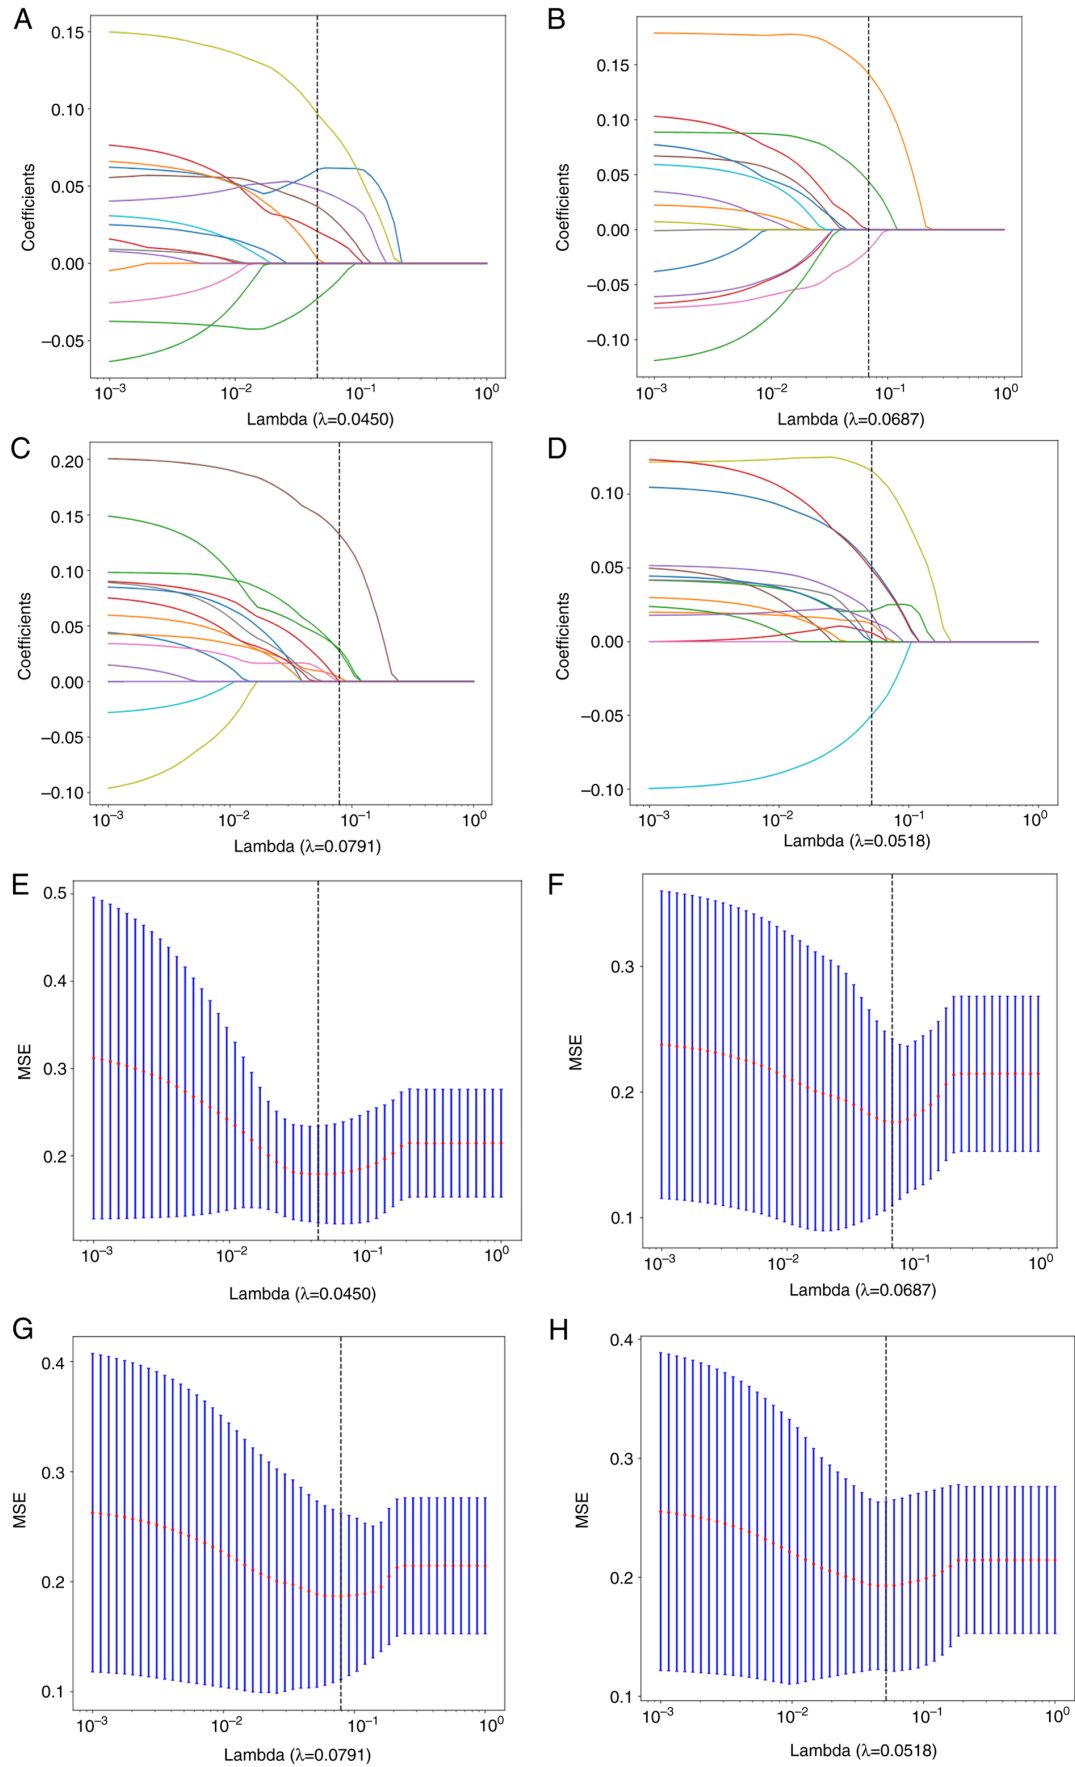 A
0.15
0.10
0.05
0.00
−0.05
Coefficients
10⁻³ 10⁻² 10⁻¹ 10⁰
Lambda (λ=0.0450)
B
0.15
0.10
0.05
0.00
−0.05
−0.10
Coefficients
10⁻³ 10⁻² 10⁻¹ 10⁰
Lambda (λ=0.0687)
C
0.20
0.15
0.10
0.05
0.00
−0.05
−0.10
Coefficients
10⁻³ 10⁻² 10⁻¹ 10⁰
Lambda (λ=0.0791)
D
0.10
0.05
0.00
−0.05
−0.10
Coefficients
10⁻³ 10⁻² 10⁻¹ 10⁰
Lambda (λ=0.0518)
E
0.5
0.4
0.3
0.2
MSE
10⁻³ 10⁻² 10⁻¹ 10⁰
Lambda (λ=0.0450)
F
0.3
0.2
0.1
MSE
10⁻³ 10⁻² 10⁻¹ 10⁰
Lambda (λ=0.0687)
G
0.4
0.3
0.2
0.1
MSE
10⁻³ 10⁻² 10⁻¹ 10⁰
Lambda (λ=0.0791)
H
0.4
0.3
0.2
0.1
MSE
10⁻³ 10⁻² 10⁻¹ 10⁰
Lambda (λ=0.0518)